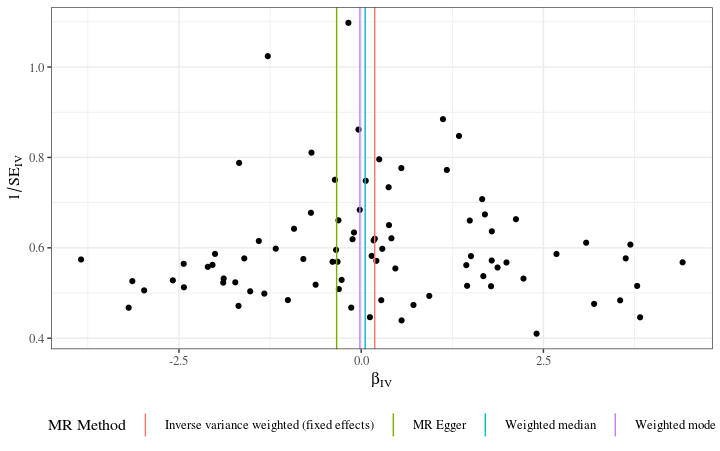 1.0
0.8
0.6
0.4
1/SE_IV
-2.5 0.0 2.5
β_IV
MR Method Inverse variance weighted (fixed effects) MR Egger Weighted median Weighted mode